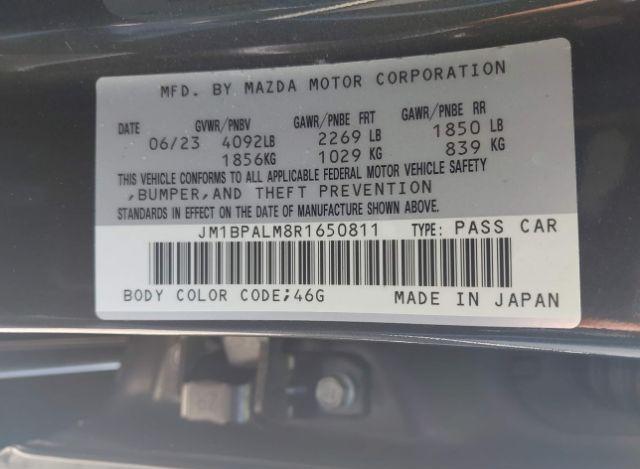 MFD. BY MAZDA MOTOR CORPORATION
DATE GVWR/PNBV GAWR/PNBE FRT GAWR/PNBE RR
06/23 4092LB 2269 LB 1850 LB
1856KG 1029 KG 839 KG
THIS VEHICLE CONFORMS TO ALL APPLICABLE FEDERAL MOTOR VEHICLE SAFETY
,BUMPER,AND THEFT PREVENTION
STANDARDS IN EFFECT ON THE DATE OF MANUFACTURE SHOWN ABOVE.
JM1BPALM8R1650811 TYPE: PASS CAR
BODY COLOR CODE;46G MADE IN JAPAN